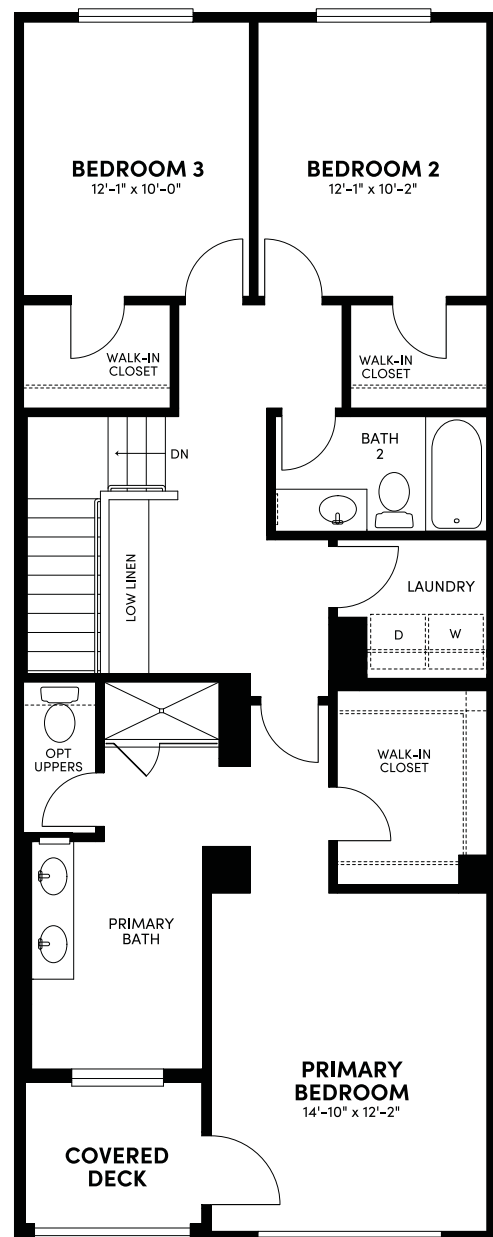 BEDROOM 3
12'-1" x 10'-0"
BEDROOM 2
12'-1" x 10'-2"
WALK-IN
CLOSET
WALK-IN
CLOSET
DN
BATH
2
LOW LINEN
LAUNDRY
D
W
OPT
UPPERS
WALK-IN
CLOSET
PRIMARY
BATH
PRIMARY
BEDROOM
14'-10" x 12'-2"
COVERED
DECK